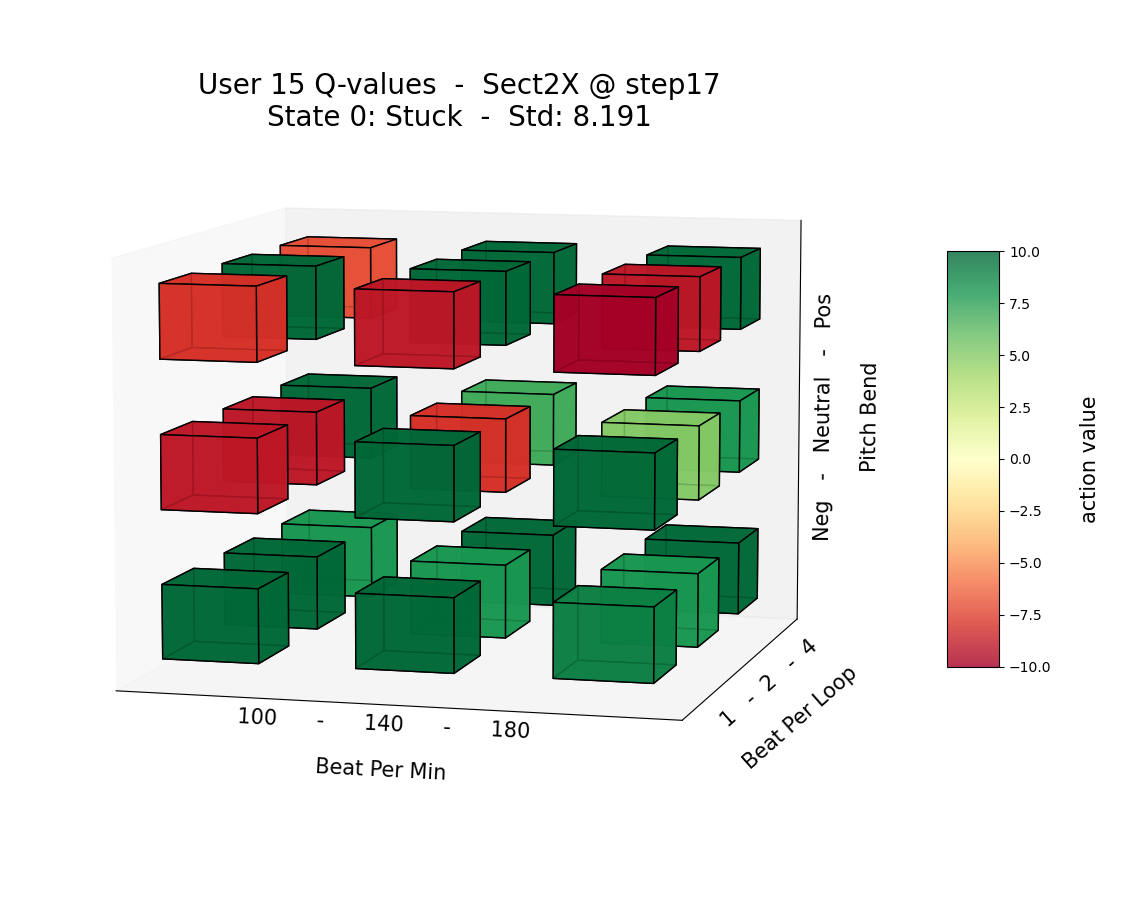 User 15 Q-values  -  Sect2X @ step17
State 0: Stuck  -  Std: 8.191
Neg  -  Neutral  -  Pos
Pitch Bend
100  -  140  -  180
Beat Per Min
1  -  2  -  4
Beat Per Loop
10.0
7.5
5.0
2.5
0.0
−2.5
−5.0
−7.5
−10.0
action value